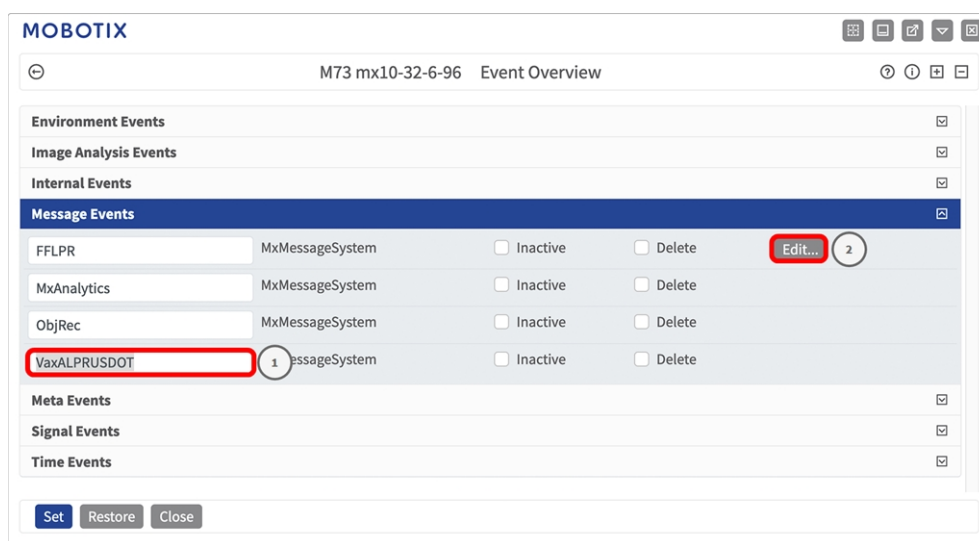 MOBOTIX
M73 mx10-32-6-96 Event Overview
Environment Events
Image Analysis Events
Internal Events
Message Events
FFLPR MxMessageSystem Inactive Delete Edit... 2
MxAnalytics MxMessageSystem Inactive Delete
ObjRec MxMessageSystem Inactive Delete
VaxALPRUSDOT 1 essageSystem Inactive Delete
Meta Events
Signal Events
Time Events
Set Restore Close